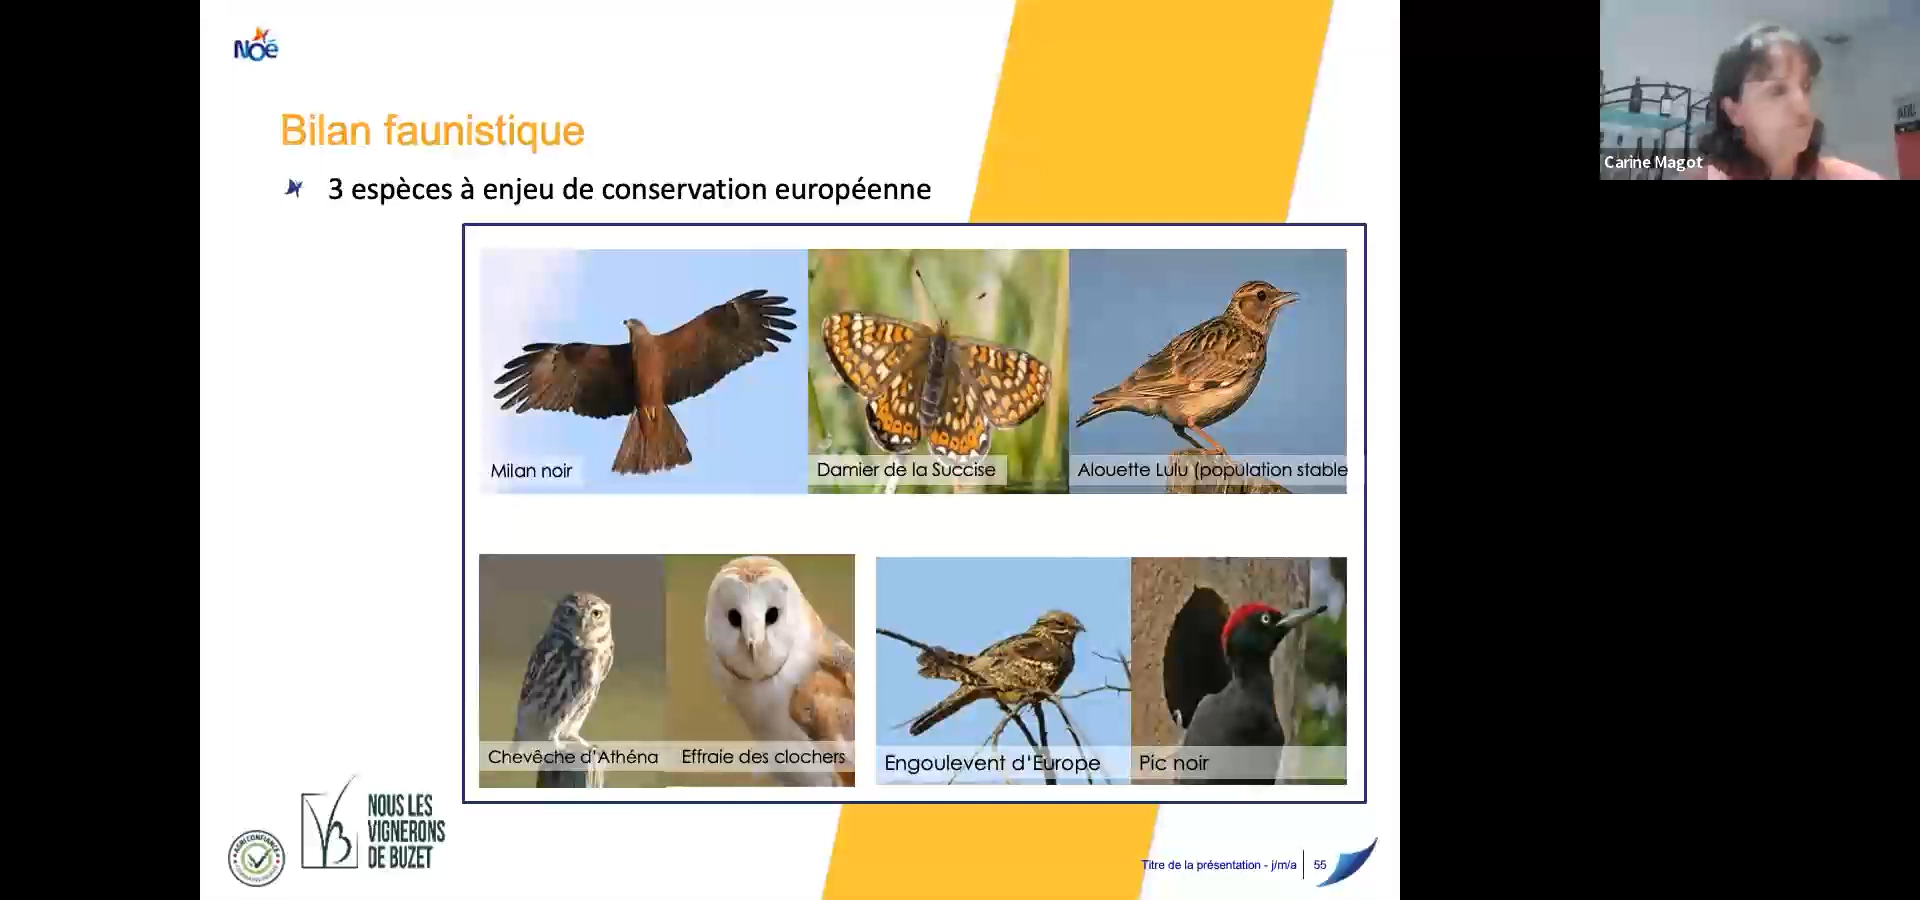 Noé
Bilan faunistique
3 espèces à enjeu de conservation européenne
Milan noir
Damier de la Succise
Alouette Lulu (population stable
Chevêche d'Athéna
Effraie des clochers
Engoulevent d'Europe
Pic noir
NOUS LES
VIGNERONS
DE BUZET
AGRI CONFIANCE
Titre de la présentation - j/m/a
55
Carine Magot